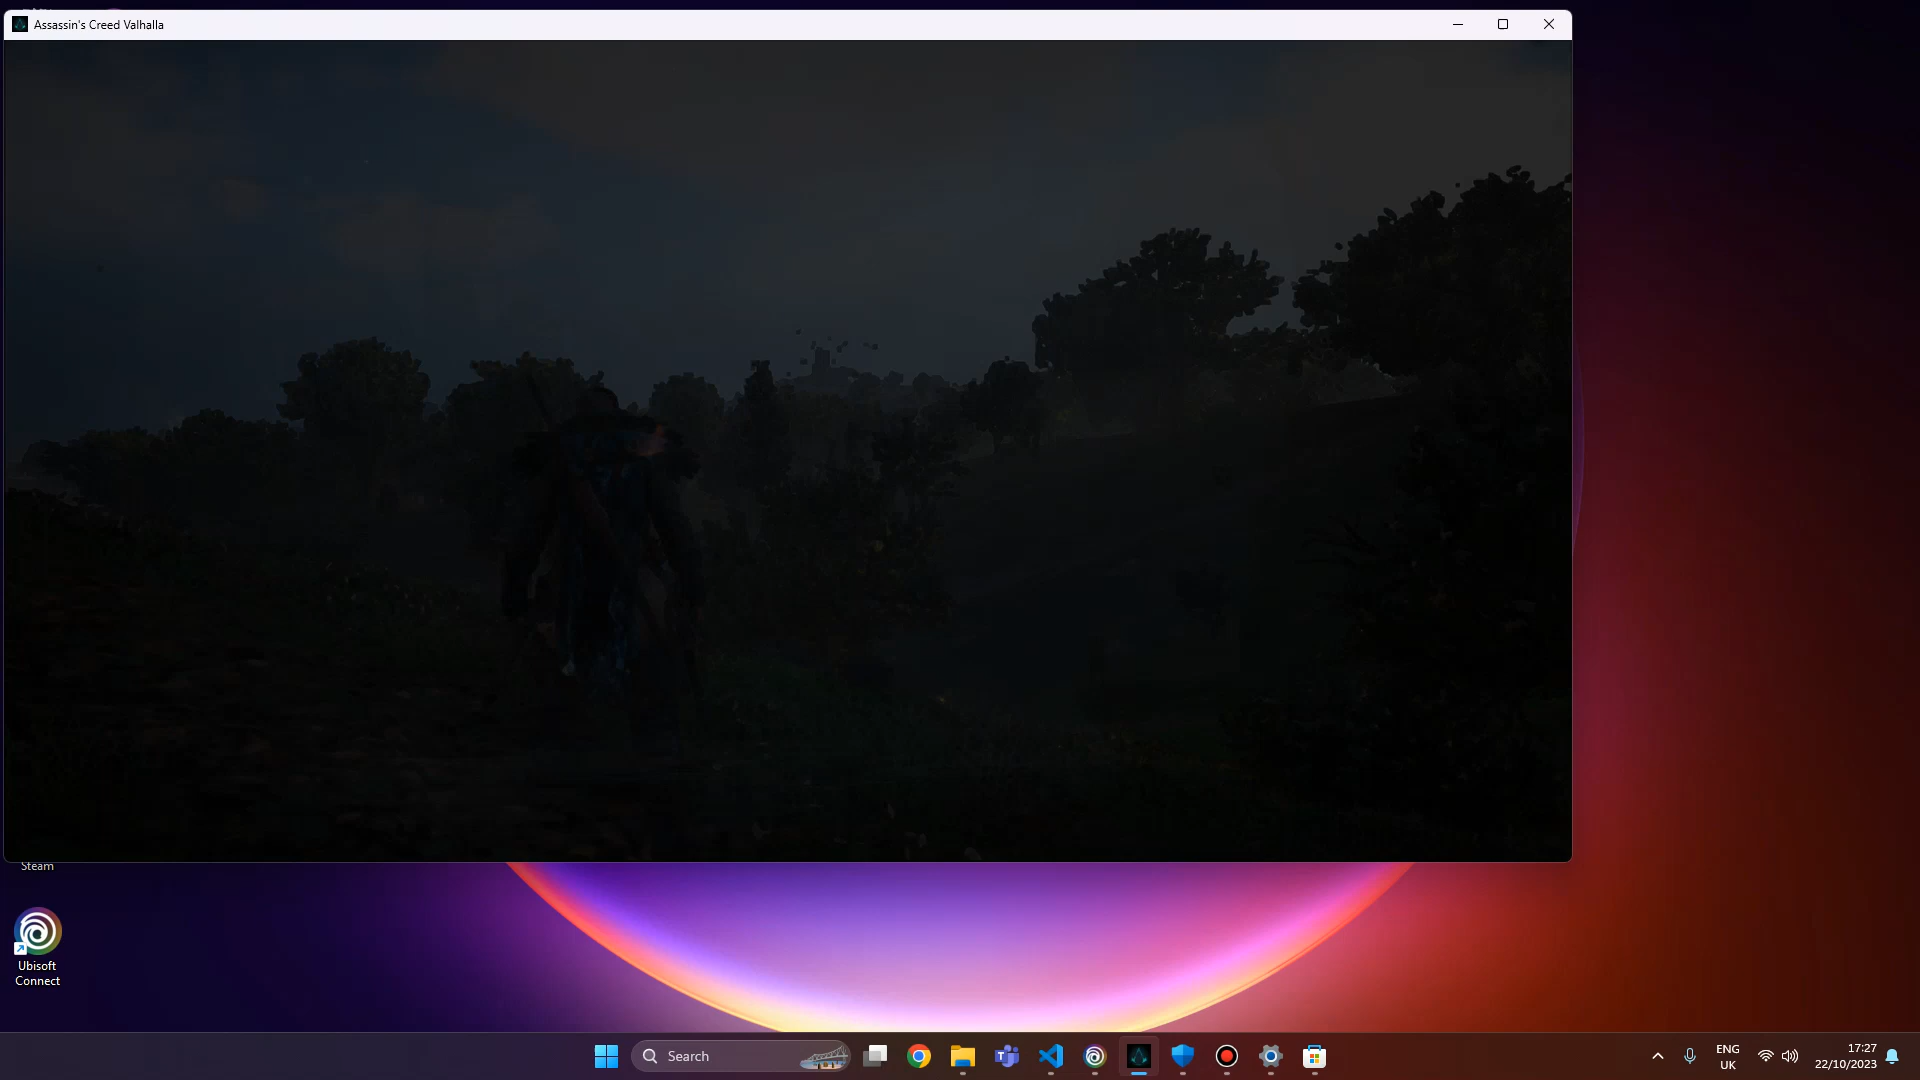 Assassin's Creed Valhalla
Steam
Ubisoft
Connect
Search
ENG
UK
17:27
22/10/2023